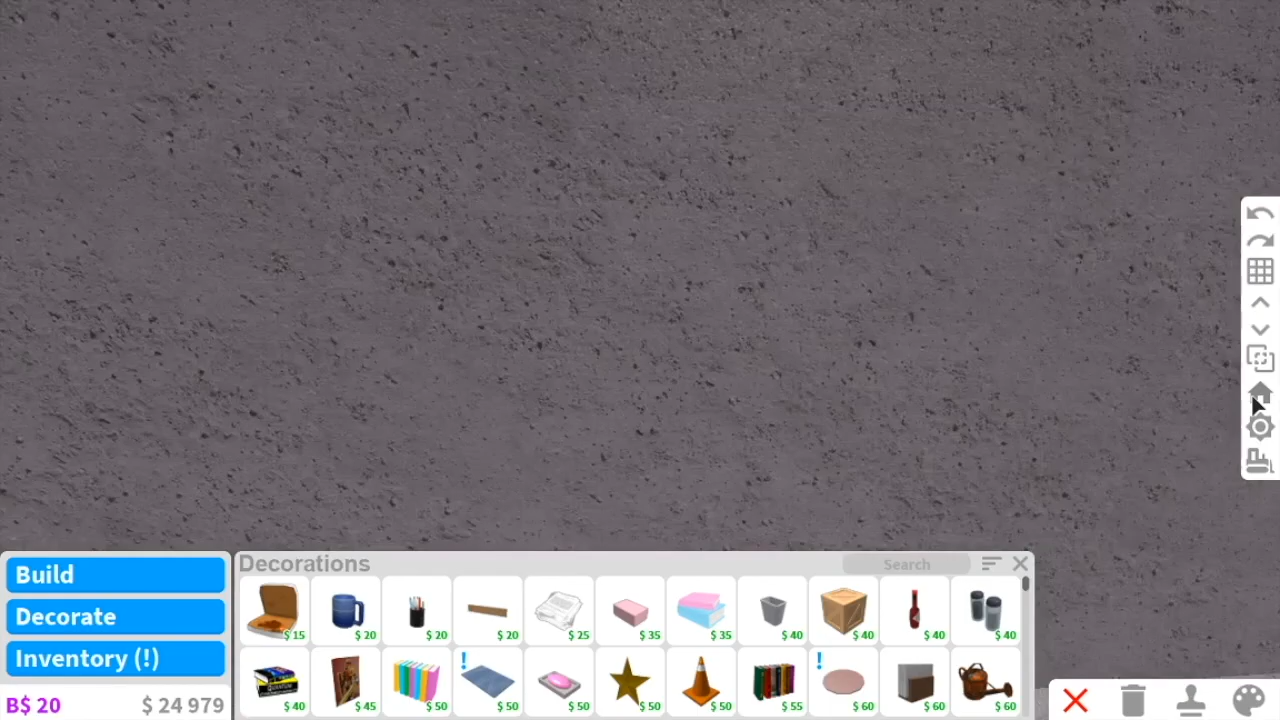 Decorations
Search
$ 15
$ 20
$ 20
$ 20
$ 25
$ 35
$ 35
$ 40
$ 40
$ 40
$ 40
$ 40
$ 45
$ 50
! $ 50
$ 50
$ 50
$ 50
$ 55
! $ 60
$ 60
$ 60
Build
Decorate
Inventory (!)
B$ 20 $ 24 979